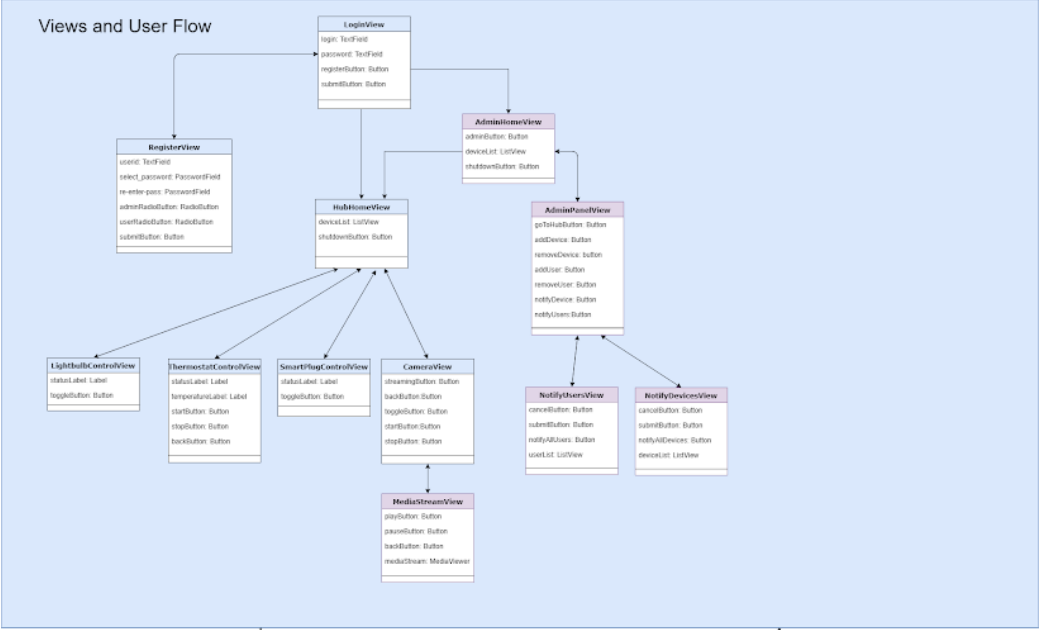 Views and User Flow
LoginView
login: TextField
password: TextField
registerButton: Button
submitButton: Button
AdminHomeView
adminButton: Button
deviceList: ListView
shutdownButton: Button
RegisterView
userid: TextField
select_password: PasswordField
re-enter-pass: PasswordField
adminRadioButton: RadioButton
userRadioButton: RadioButton
submitButton: Button
HubHomeView
deviceList: ListView
shutdownButton: Button
AdminPanelView
goToHubButton: Button
addDevice: Button
removeDevice: button
addUser: Button
removeUser: Button
notifyDevice: Button
notifyUsers:Button
LightbulbControlView
statusLabel: Label
toggleButton: Button
ThermostatControlView
statusLabel: Label
temperatureLabel: Label
startButton: Button
stopButton: Button
backButton: Button
SmartPlugControlView
statusLabel: Label
toggleButton: Button
CameraView
streamingButton: Button
backButton:Button
toggleButton: Button
startButton:Button
stopButton: Button
NotifyUsersView
cancelButton: Button
submitButton: Button
notifyAllUsers: Button
userList: ListView
NotifyDevicesView
cancelButton: Button
submitButton: Button
notifyAllDevices: Button
deviceList: ListView
MediaStreamView
playButton: Button
pauseButton: Button
backButton: Button
mediaStream: MediaViewer